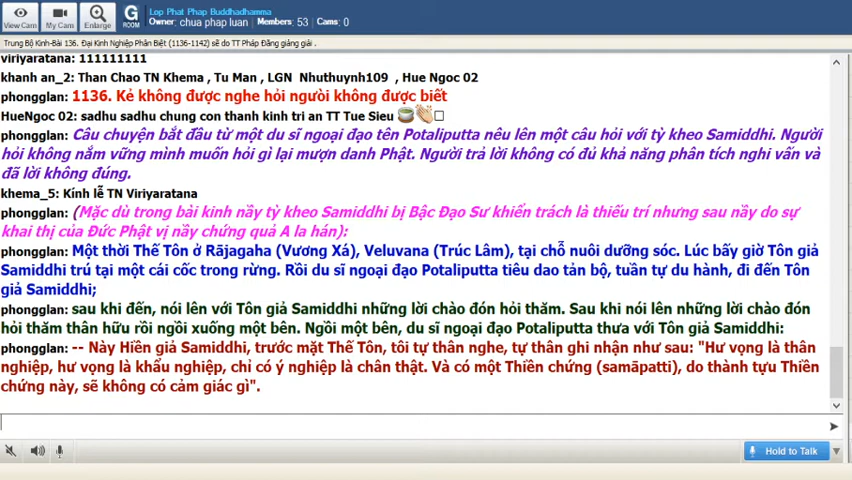 View Cam
My Cam
Enlarge
G
ROOM
Lop Phat Phap Buddhadhamma
Owner: chua phap luan Members: 53 Cams: 0
Trung Bộ Kinh-Bài 136. Đại Kinh Nghiệp Phân Biệt (1136-1142) sẽ do TT Pháp Đăng giảng giải .
viriyaratana: 111111111
khanh an_2: Than Chao TN Khema , Tu Man , LGN Nhuthuynh109 , Hue Ngoc 02
phongglan: 1136. Kẻ không được nghe hỏi người không được biết
HueNgoc 02: sadhu sadhu chung con thanh kinh tri an TT Tue Sieu
phongglan: Câu chuyện bắt đầu từ một du sĩ ngoại đạo tên Potaliputta nêu lên một câu hỏi với tỳ kheo Samiddhi. Người
hỏi không nắm vững mình muốn hỏi gì lại mượn danh Phật. Người trả lời không có đủ khả năng phân tích nghi vấn và
đã lời không đúng.
khema_5: Kính lễ TN Viriyaratana
phongglan: (Mặc dù trong bài kinh nầy tỳ kheo Samiddhi bị Bậc Đạo Sư khiển trách là thiếu trí nhưng sau nầy do sự
khai thị của Đức Phật vị nầy chứng quả A la hán):
phongglan: Một thời Thế Tôn ở Rājagaha (Vương Xá), Veluvana (Trúc Lâm), tại chỗ nuôi dưỡng sóc. Lúc bấy giờ Tôn giả
Samiddhi trú tại một cái cốc trong rừng. Rồi du sĩ ngoại đạo Potaliputta tiêu dao tản bộ, tuần tự du hành, đi đến Tôn
giả Samiddhi;
phongglan: sau khi đến, nói lên với Tôn giả Samiddhi những lời chào đón hỏi thăm. Sau khi nói lên những lời chào đón
hỏi thăm thân hữu rồi ngồi xuống một bên. Ngồi một bên, du sĩ ngoại đạo Potaliputta thưa với Tôn giả Samiddhi:
phongglan: -- Này Hiền giả Samiddhi, trước mặt Thế Tôn, tôi tự thân nghe, tự thân ghi nhận như sau: "Hư vọng là thân
nghiệp, hư vọng là khẩu nghiệp, chỉ có ý nghiệp là chân thật. Và có một Thiền chứng (samāpatti), do thành tựu Thiền
chứng này, sẽ không có cảm giác gì".
Hold to Talk